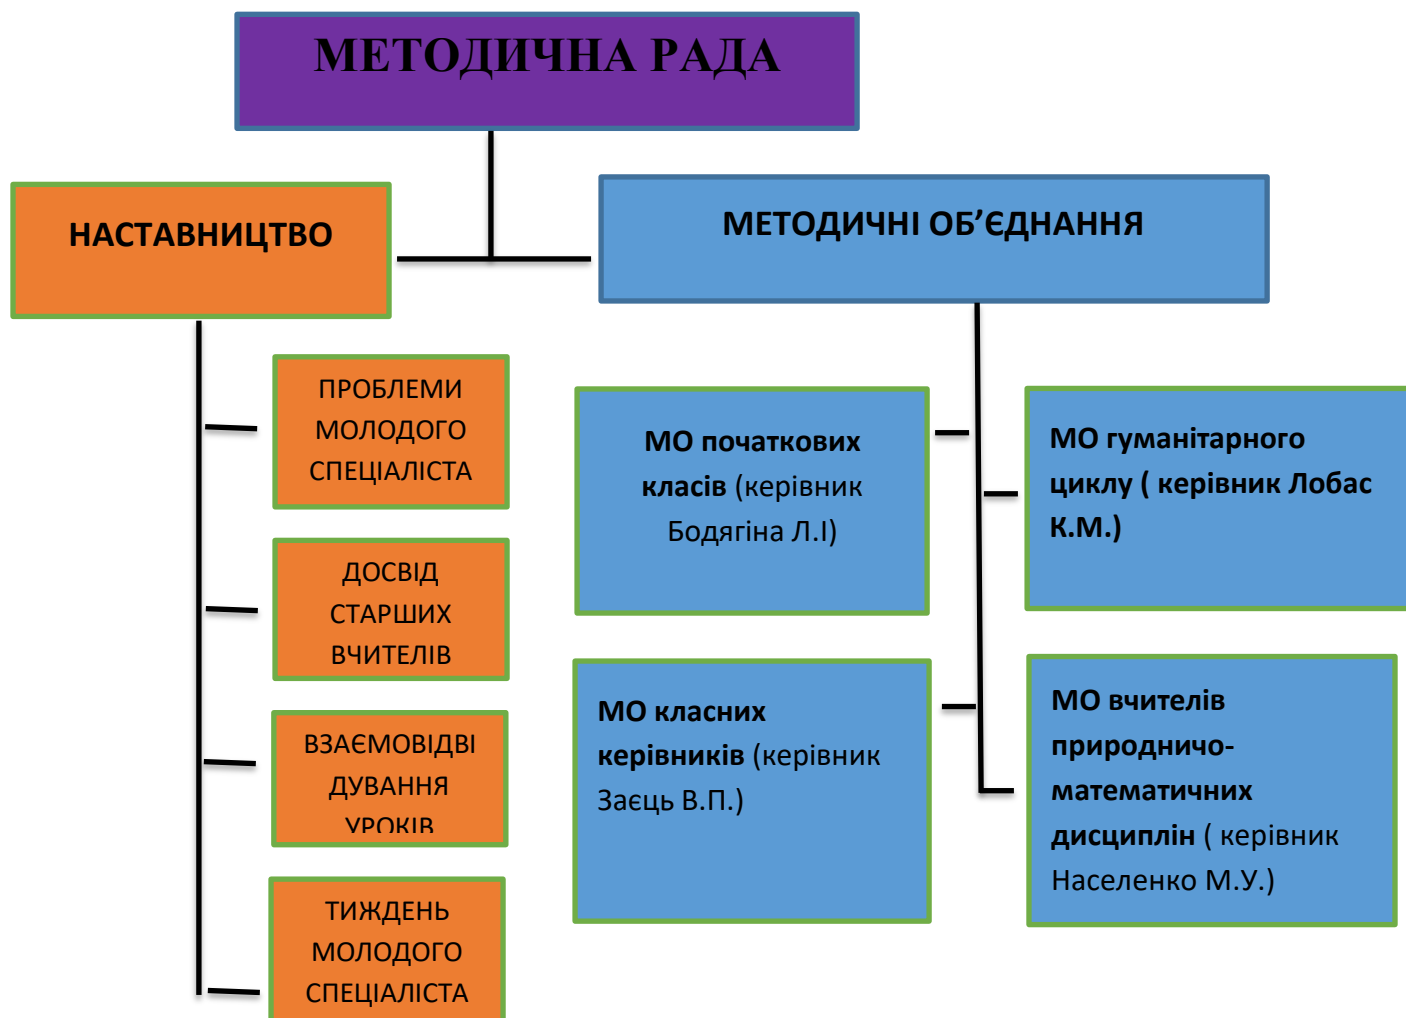 МЕТОДИЧНА РАДА
НАСТАВНИЦТВО
МЕТОДИЧНІ ОБ’ЄДНАННЯ
ПРОБЛЕМИ
МОЛОДОГО
СПЕЦІАЛІСТА
ДОСВІД
СТАРШИХ
ВЧИТЕЛІВ
ВЗАЄМОВІДВІ
ДУВАННЯ
УРОКІВ
ТИЖДЕНЬ
МОЛОДОГО
СПЕЦІАЛІСТА
МО початкових
класів (керівник
Бодягіна Л.І)
МО гуманітарного
циклу ( керівник Лобас
К.М.)
МО класних
керівників (керівник
Заєць В.П.)
МО вчителів
природничо-
математичних
дисциплін ( керівник
Населенко М.У.)